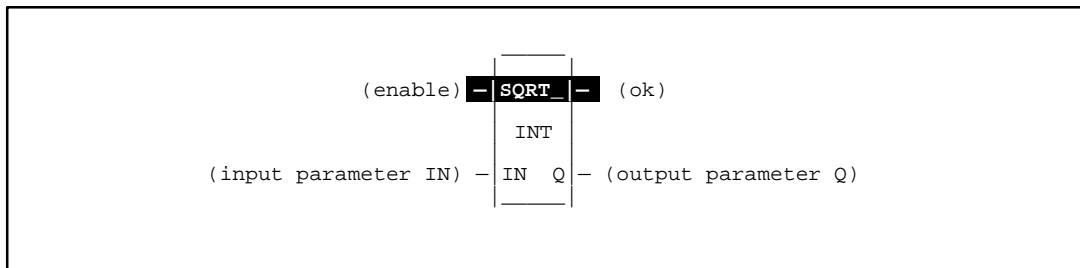 (enable) –|SQRT_|– (ok)
INT
(input parameter IN) –|IN Q|– (output parameter Q)